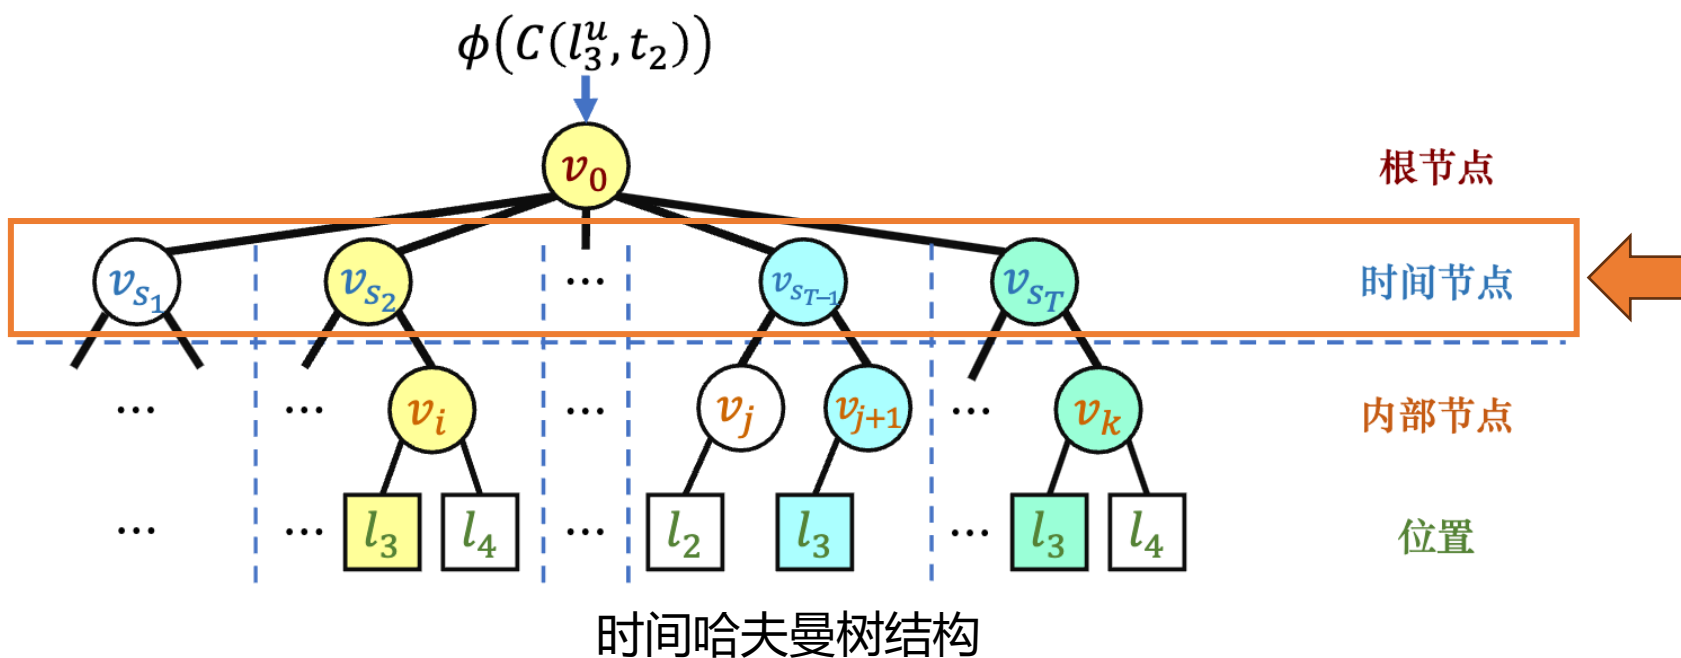 ϕ(C(l₃ᵘ, t₂))
v₀ 根节点
v_{s₁} v_{s₂} ... v_{s_{T−1}} v_{s_T} 时间节点
... ... v_i ... v_j v_{j+1} ... v_k 内部节点
... ... l₃ l₄ ... l₂ l₃ ... l₃ l₄ 位置
时间哈夫曼树结构